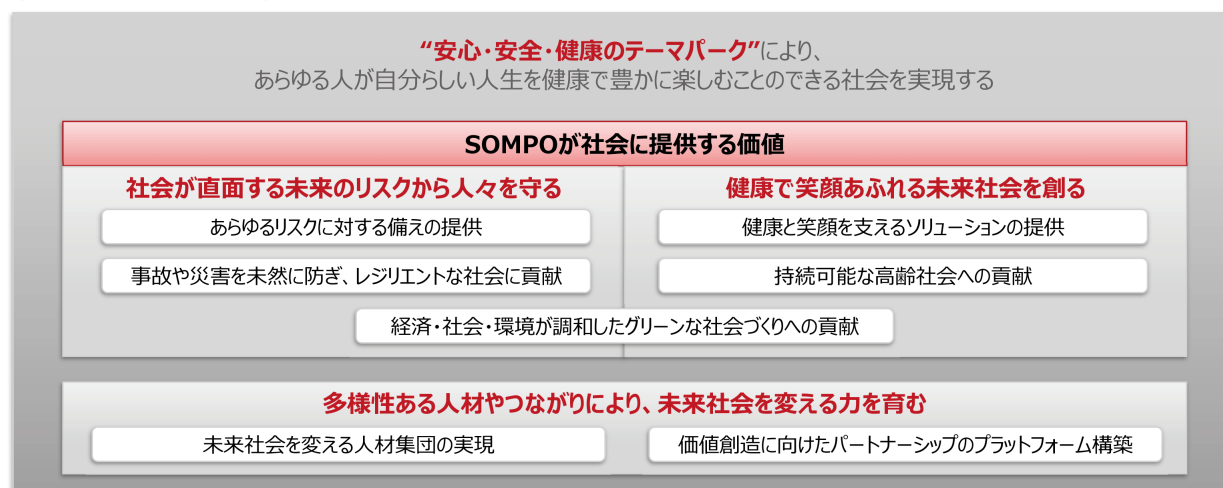 “安心・安全・健康のテーマパーク”により、
あらゆる人が自分らしい人生を健康で豊かに楽しむことのできる社会を実現する
SOMPOが社会に提供する価値
社会が直面する未来のリスクから人々を守る
あらゆるリスクに対する備えの提供
事故や災害を未然に防ぎ、レジリエントな社会に貢献
健康で笑顔あふれる未来社会を創る
健康と笑顔を支えるソリューションの提供
持続可能な高齢社会への貢献
経済・社会・環境が調和したグリーンな社会づくりへの貢献
多様性ある人材やつながりにより、未来社会を変える力を育む
未来社会を変える人材集団の実現
価値創造に向けたパートナーシップのプラットフォーム構築